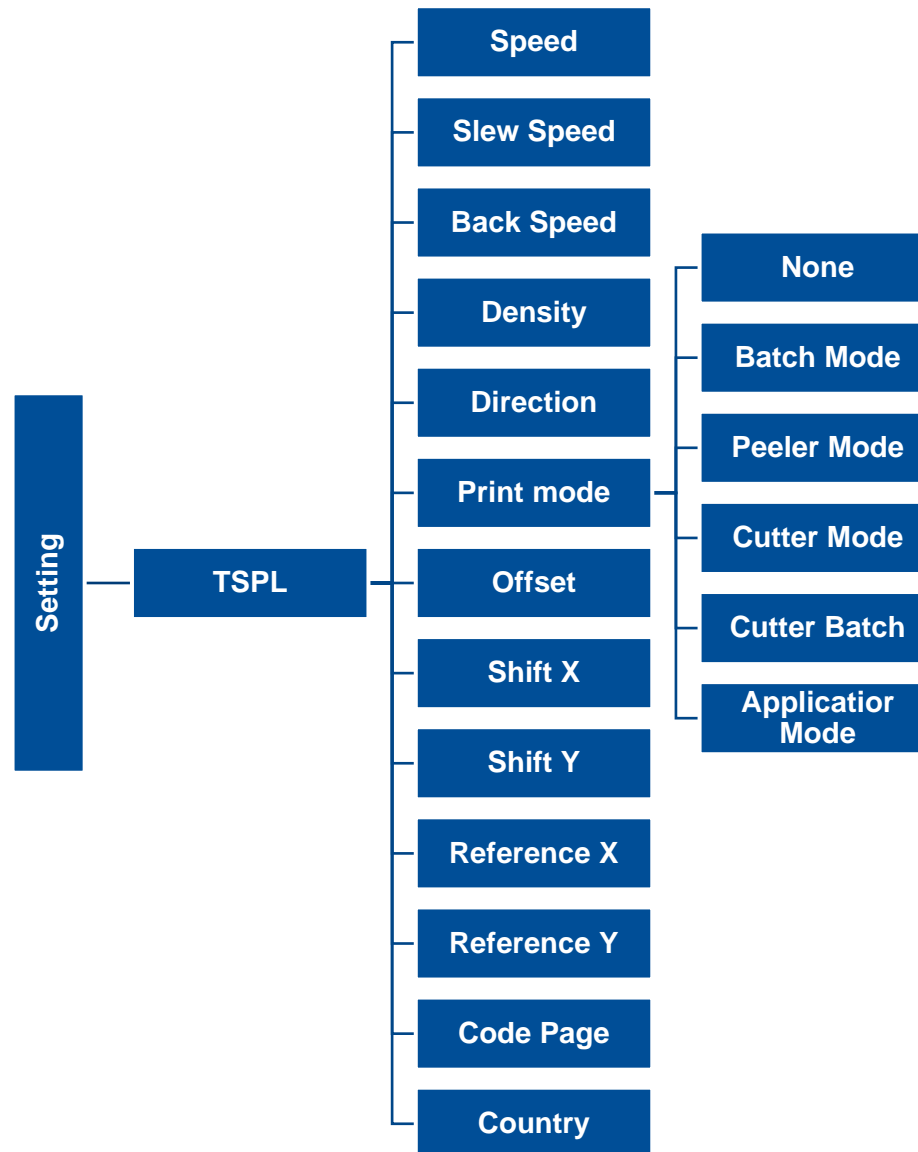 Setting
TSPL
Speed
Slew Speed
Back Speed
Density
Direction
Print mode
Offset
Shift X
Shift Y
Reference X
Reference Y
Code Page
Country
None
Batch Mode
Peeler Mode
Cutter Mode
Cutter Batch
Applicatior
Mode